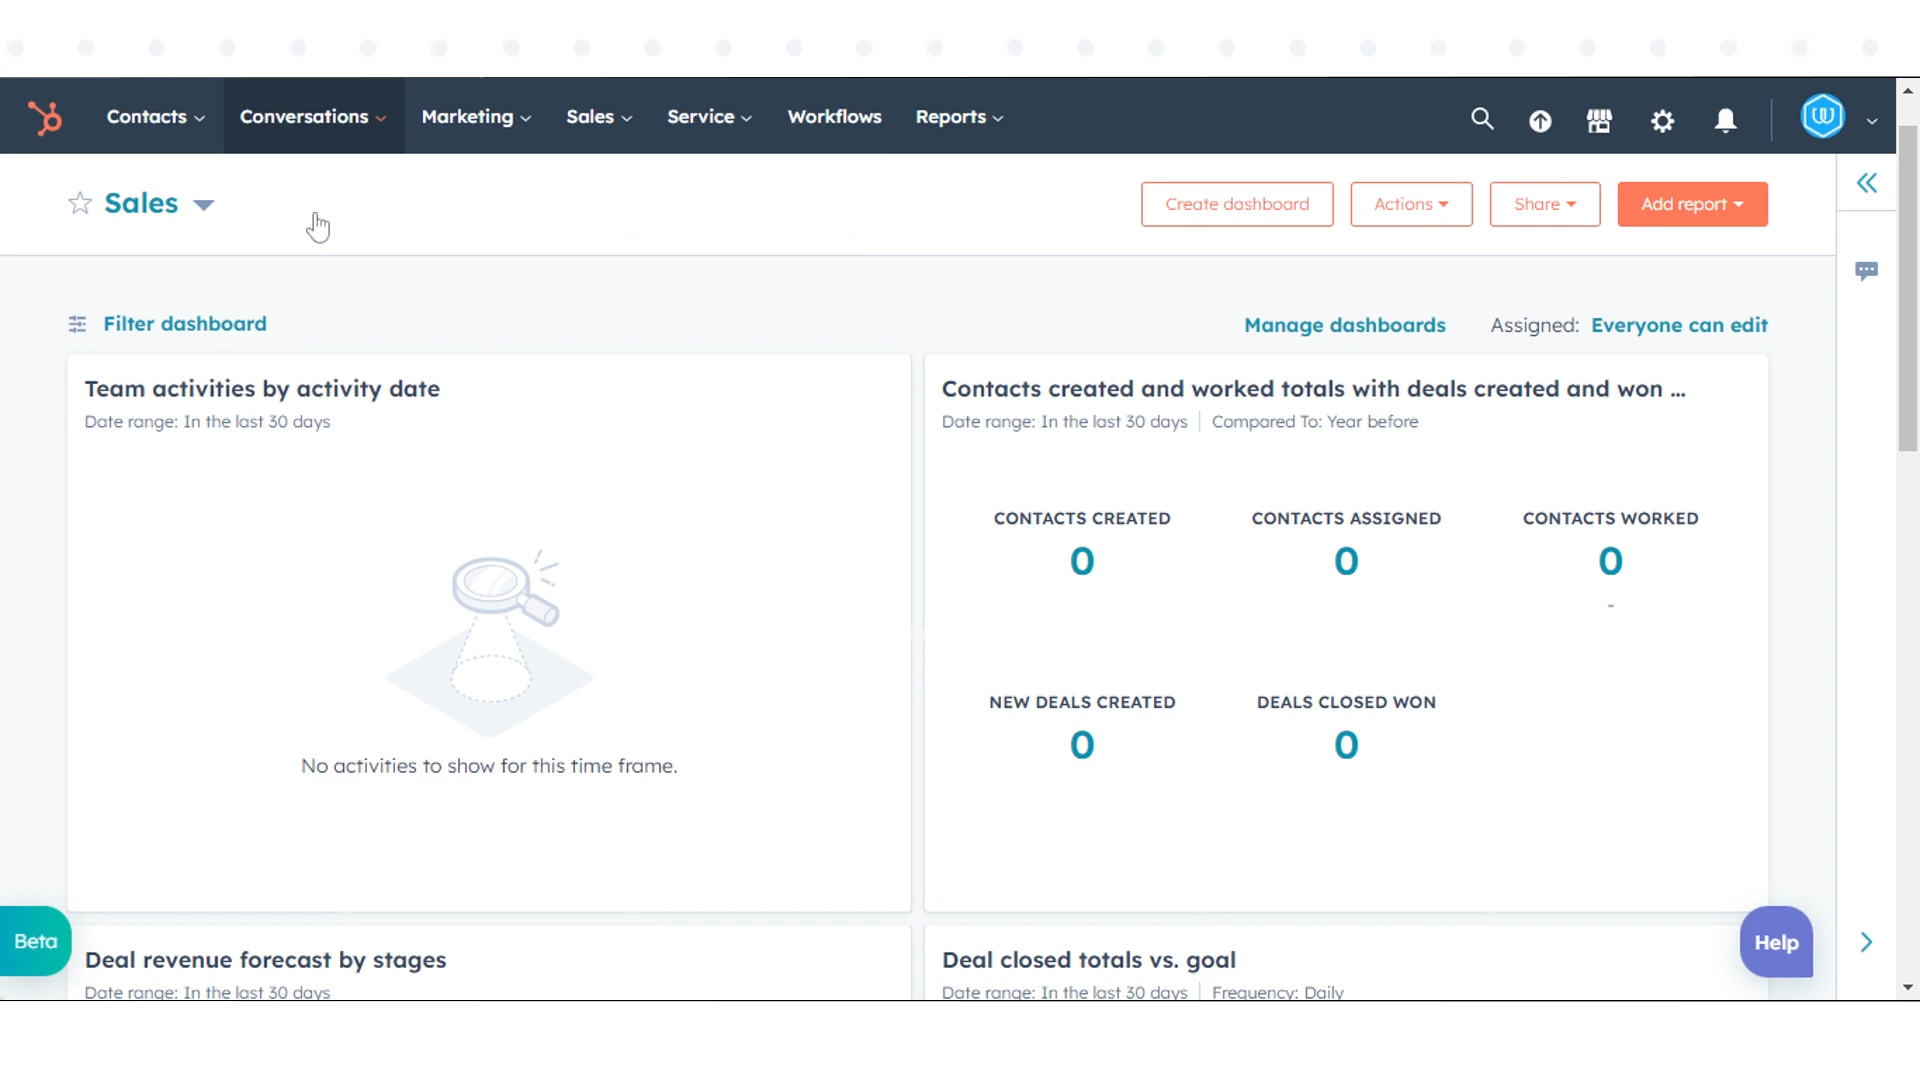 Contacts Conversations Marketing Sales Service Workflows Reports
Sales Create dashboard Actions Share Add report
Filter dashboard Manage dashboards Assigned: Everyone can edit
Team activities by activity date
Date range: In the last 30 days
No activities to show for this time frame.
Contacts created and worked totals with deals created and won ...
Date range: In the last 30 days Compared To: Year before
CONTACTS CREATED CONTACTS ASSIGNED CONTACTS WORKED
0 0 0
-
NEW DEALS CREATED DEALS CLOSED WON
0 0
Beta
Help
Deal revenue forecast by stages
Date range: In the last 30 days
Deal closed totals vs. goal
Date range: In the last 30 days Frequency: Daily